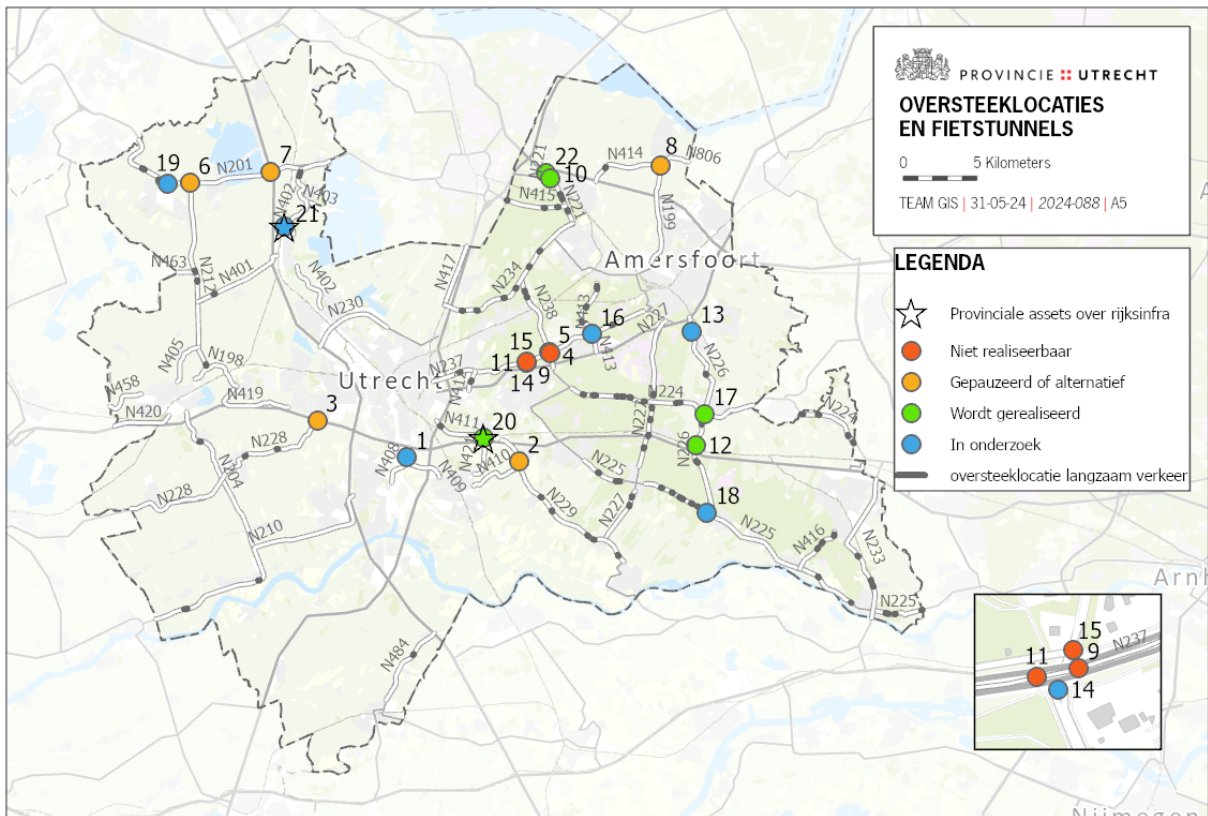 PROVINCIE UTRECHT
OVERSTEEKLOCATIES
EN FIETSTUNNELS
0 5 Kilometers
TEAM GIS | 31-05-24 | 2024-088 | A5
LEGENDA
Provinciale assets over rijksinfra
Niet realiseerbaar
Gepauzeerd of alternatief
Wordt gerealiseerd
In onderzoek
oversteeklocatie langzaam verkeer
19
6
N201
7
N402
N403
21
N463
N212
N401
N402
N230
N405
N198
N458
N419
N420
3
N228
N204
N228
N210
N484
Utrecht
1
N408
N409
N410
N411
20
2
N229
N237
11
15
14
9
5
4
N238
N234
N417
N221
22
10
N415
N221
N414
8
N806
N199
Amersfoort
N413
16
N413
N227
13
N226
17
N224
N224
N227
12
N226
N225
N227
18
N225
N416
N233
N225
Arnh
Nijmegen
15
N237
9
11
14